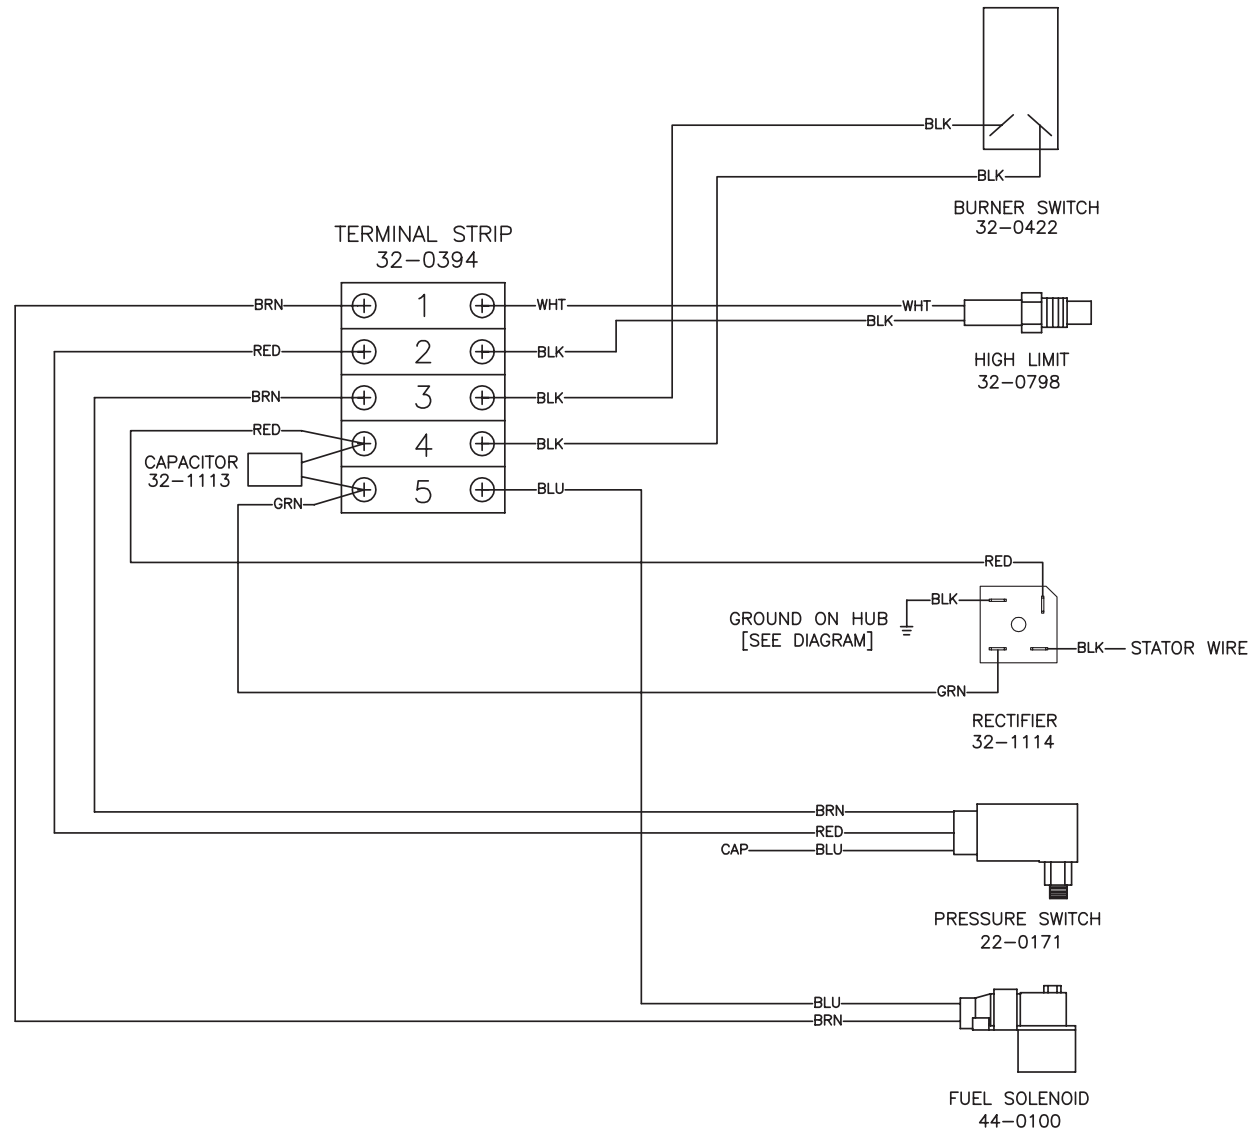 BLK
BLK
BURNER SWITCH
32-0422
TERMINAL STRIP
32-0394
BRN 1 WHT WHT
BLK
RED 2 BLK
HIGH LIMIT
32-0798
BRN 3 BLK
RED
4 BLK
CAPACITOR
32-1113
5 BLU
GRN
RED
BLK
GROUND ON HUB
[SEE DIAGRAM]
BLK STATOR WIRE
GRN
RECTIFIER
32-1114
BRN
RED
CAP BLU
PRESSURE SWITCH
22-0171
BLU
BRN
FUEL SOLENOID
44-0100